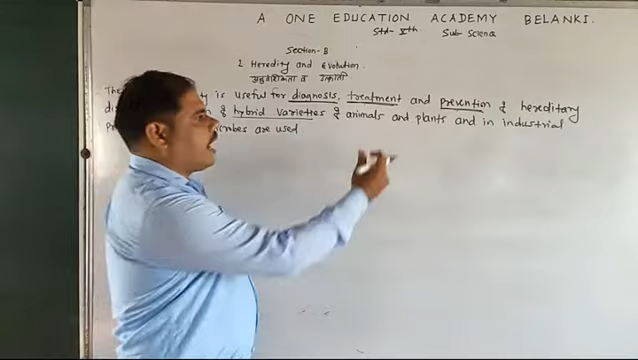 A ONE EDUCATION ACADEMY BELANKI.
Std- Xth. Sub- Science
Section-B
2 Heredity and Evolution.
अनुवंशिकता व उत्क्रांती
The y is useful for diagnosis, treatment and prevention of hereditary
hybrid varieties of animals and plants and in industrial
are used